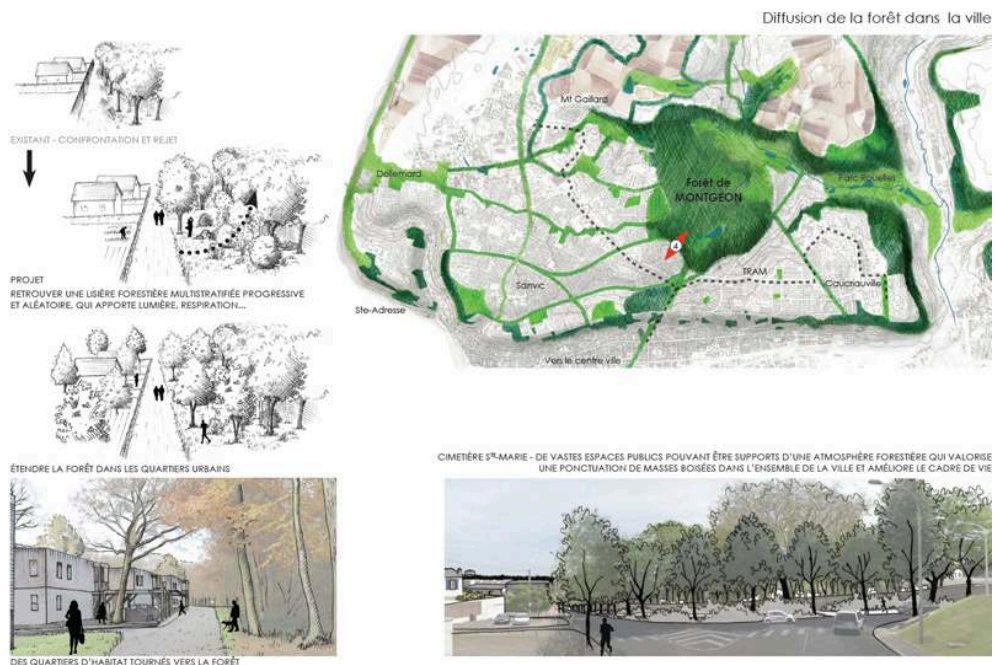 Diffusion de la forêt dans la ville
EXISTANT - CONFRONTATION ET REJET
PROJET
RETROUVER UNE LISIÈRE FORESTIÈRE MULTISTRATIFIÉE PROGRESSIVE
ET ALÉATOIRE, QUI APPORTE LUMIÈRE, RESPIRATION...
ÉTENDRE LA FORÊT DANS LES QUARTIERS URBAINS
DES QUARTIERS D'HABITAT TOURNÉS VERS LA FORÊT
Mt Gaillard
Dollemard
Forêt de
MONTGEON
Parc Rouelles
4
TRAM
Sanvic
Caucriauville
Ste-Adresse
Vers le centre ville
CIMETIÈRE STE-MARIE - DE VASTES ESPACES PUBLICS POUVANT ÊTRE SUPPORTS D'UNE ATMOSPHÈRE FORESTIÈRE QUI VALORISE
UNE PONCTUATION DE MASSES BOISÉES DANS L'ENSEMBLE DE LA VILLE ET AMÉLIORE LE CADRE DE VIE